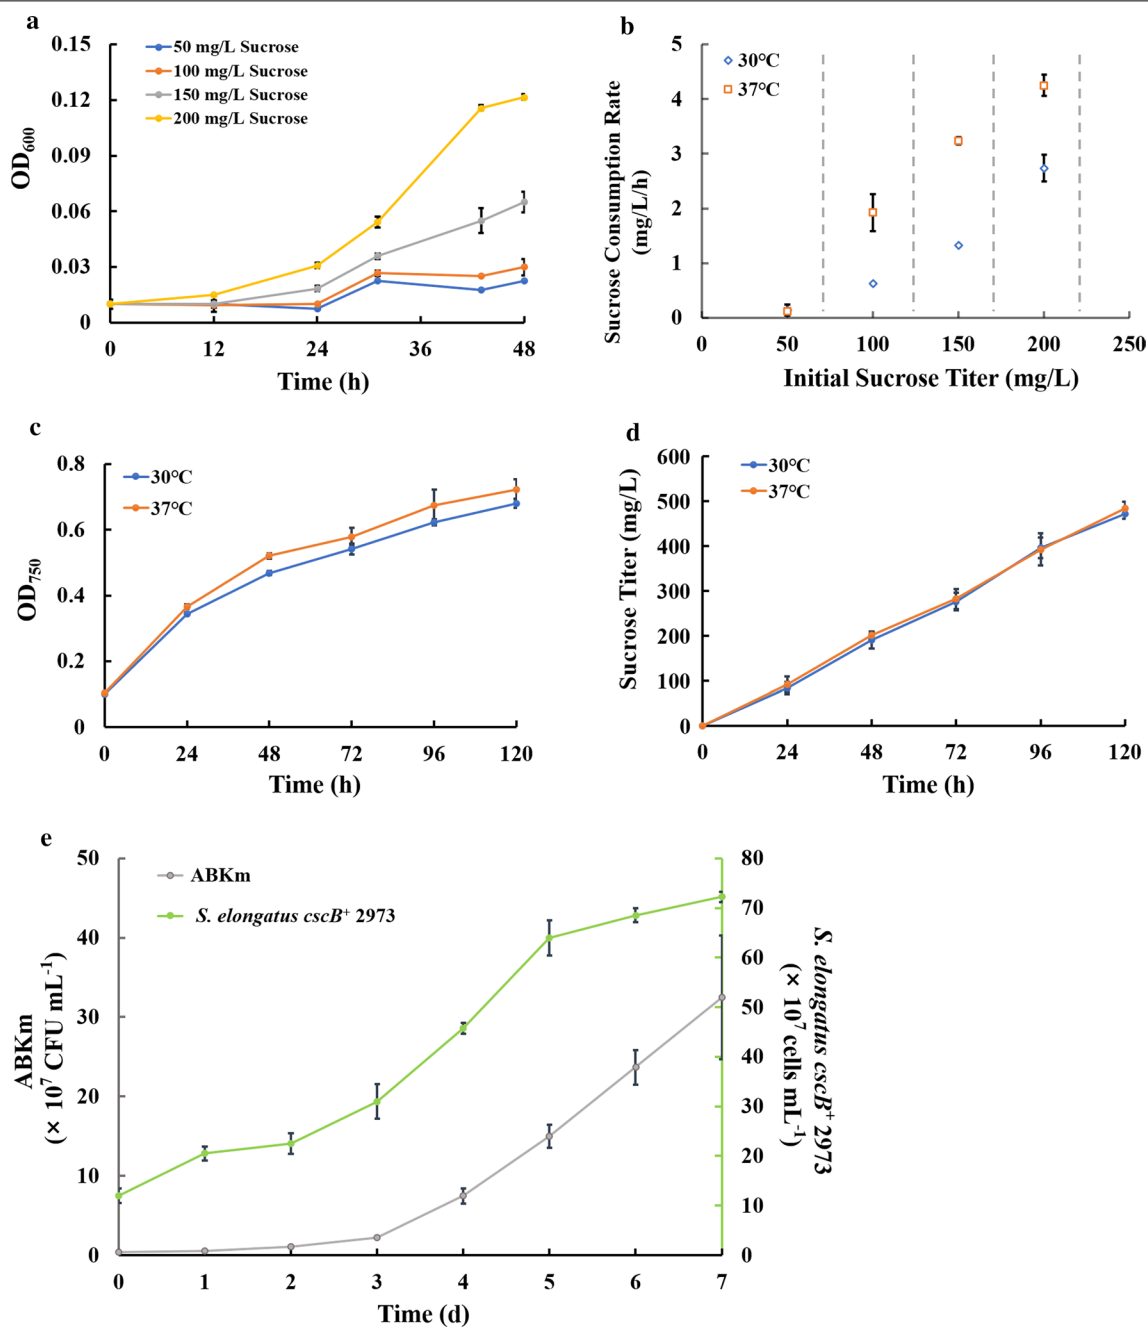 a
0.15
0.12
0.09
0.06
0.03
0
OD600
50 mg/L Sucrose
100 mg/L Sucrose
150 mg/L Sucrose
200 mg/L Sucrose
0 12 24 36 48
Time (h)
b
5
4
3
2
1
0
Sucrose Consumption Rate
(mg/L/h)
30°C
37°C
0 50 100 150 200 250
Initial Sucrose Titer (mg/L)
c
0.8
0.6
0.4
0.2
0
OD750
30°C
37°C
0 24 48 72 96 120
Time (h)
d
600
500
400
300
200
100
0
Sucrose Titer (mg/L)
30°C
37°C
0 24 48 72 96 120
Time (h)
e
50
40
30
20
10
0
ABKm
(× 10⁷ CFU mL⁻¹)
ABKm
S. elongatus cscB⁺ 2973
80
70
60
50
40
30
20
10
0
S. elongatus cscB⁺ 2973
(× 10⁷ cells mL⁻¹)
0 1 2 3 4 5 6 7
Time (d)